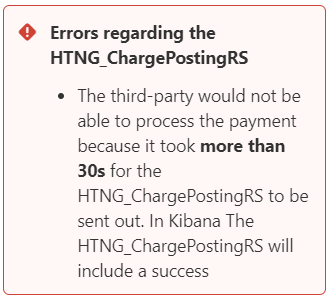 Errors regarding the
HTNG_ChargePostingRS
• The third-party would not be
able to process the payment
because it took more than
30s for the
HTNG_ChargePostingRS to be
sent out. In Kibana The
HTNG_ChargePostingRS will
include a success